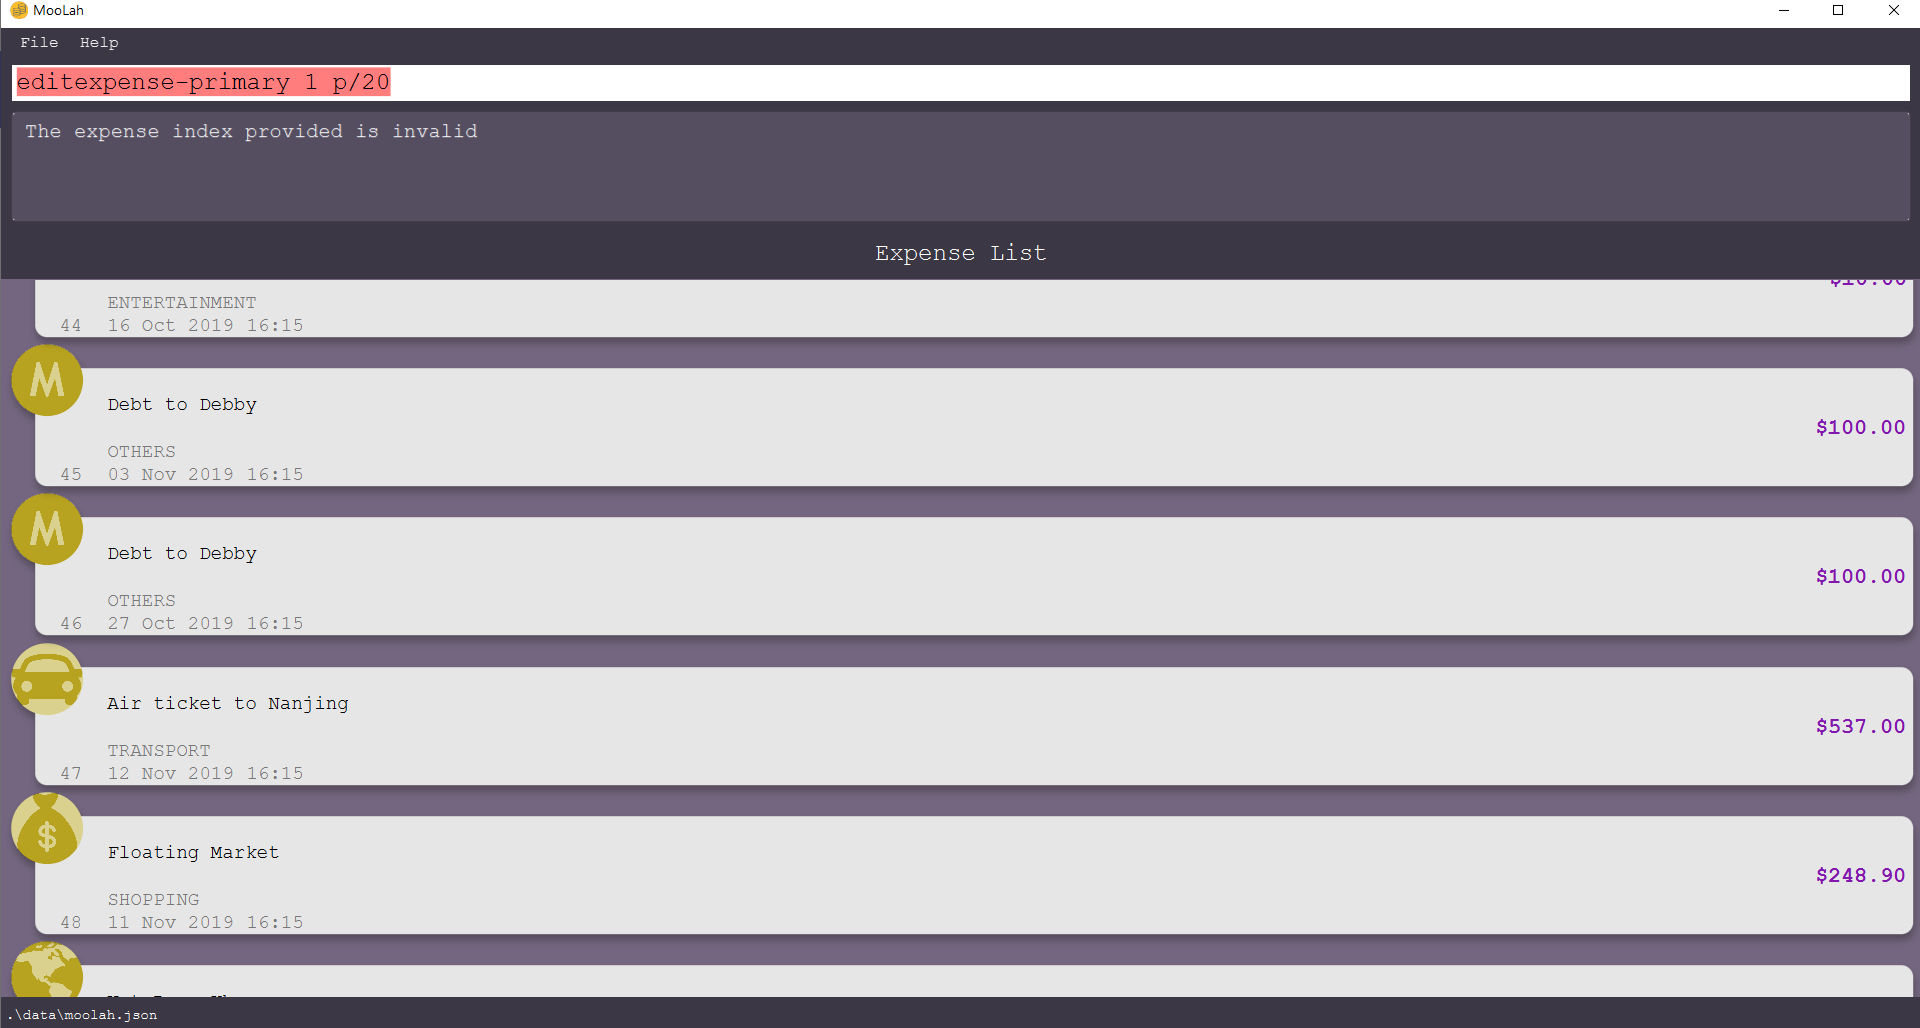 MooLah
File Help
editexpense-primary 1 p/20
The expense index provided is invalid
Expense List
$10.00
ENTERTAINMENT
44 16 Oct 2019 16:15
M
Debt to Debby
$100.00
OTHERS
45 03 Nov 2019 16:15
M
Debt to Debby
$100.00
OTHERS
46 27 Oct 2019 16:15
Air ticket to Nanjing
$537.00
TRANSPORT
47 12 Nov 2019 16:15
$
Floating Market
$248.90
SHOPPING
48 11 Nov 2019 16:15
.\data\moolah.json